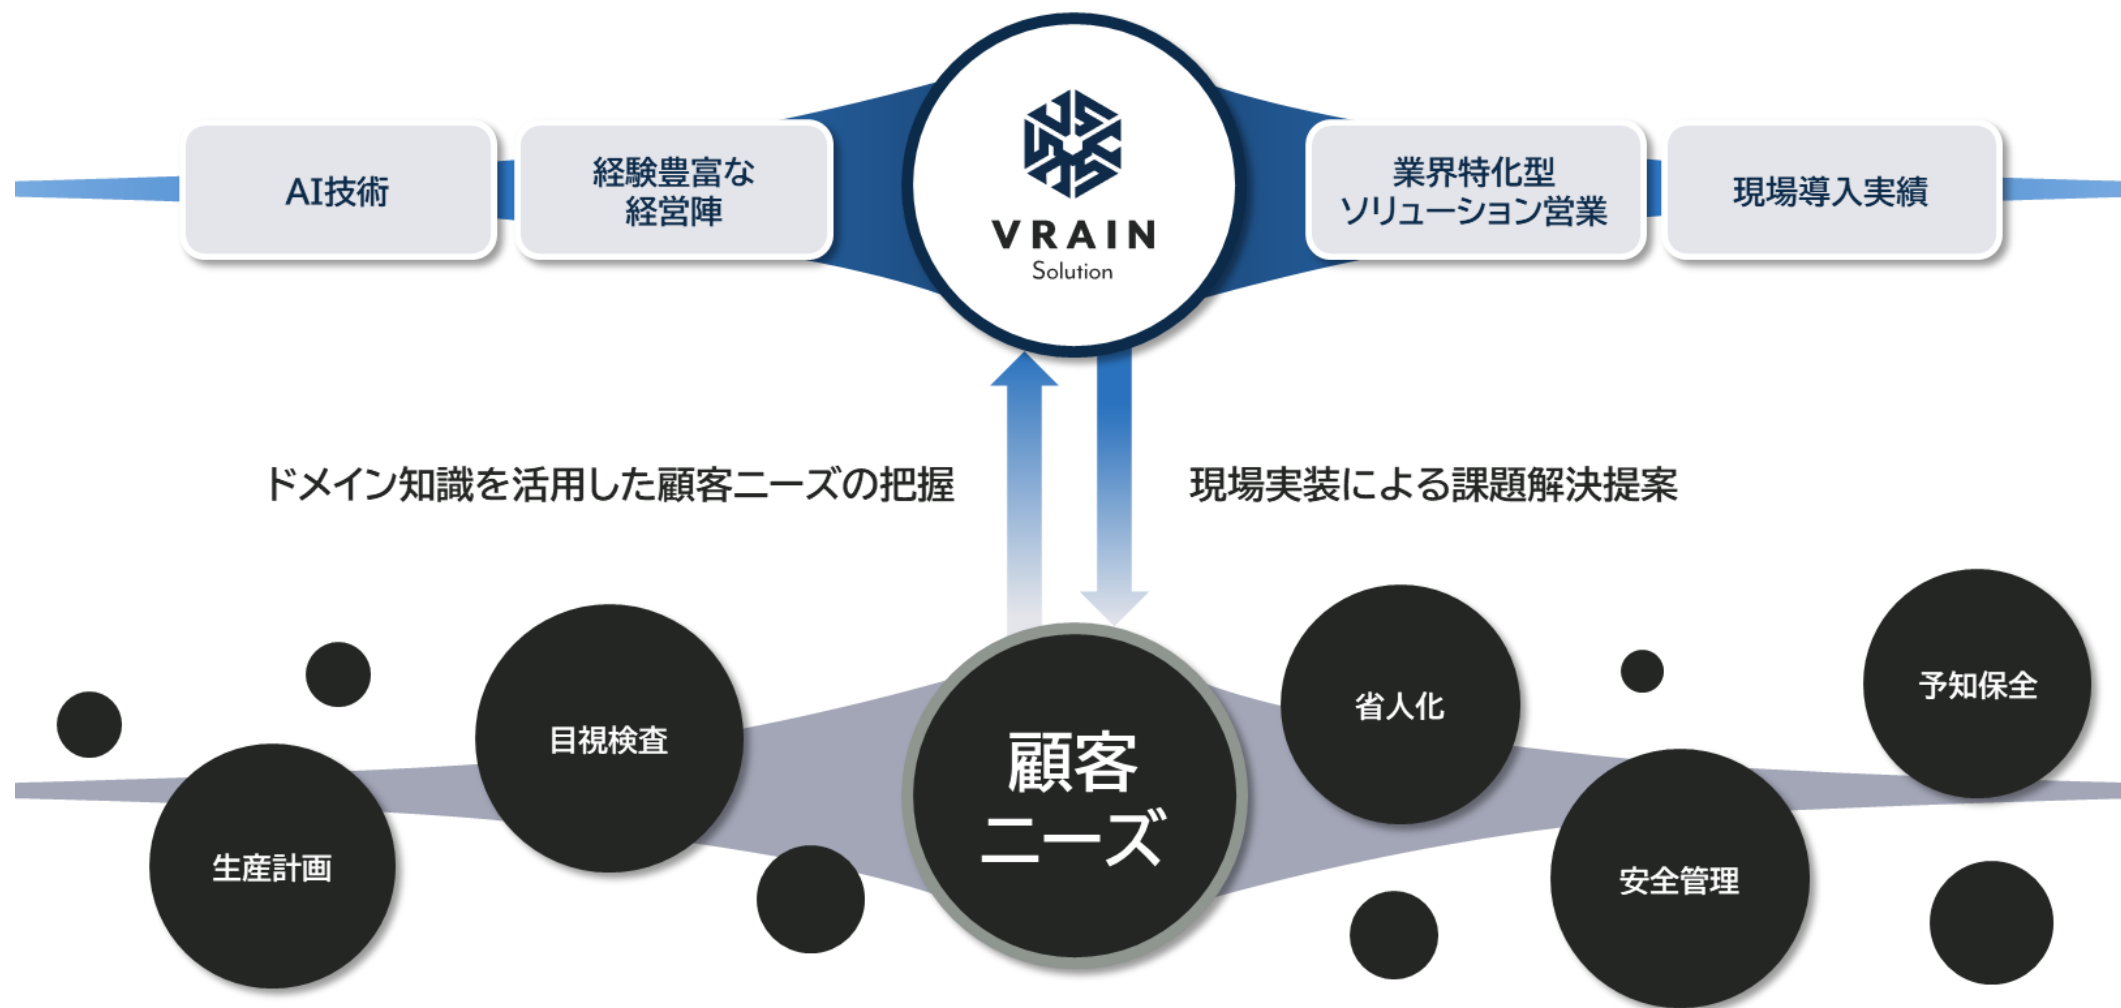 AI技術
経験豊富な
経営陣
VRAIN
Solution
業界特化型
ソリューション営業
現場導入実績
ドメイン知識を活用した顧客ニーズの把握
現場実装による課題解決提案
生産計画
目視検査
顧客
ニーズ
省人化
安全管理
予知保全